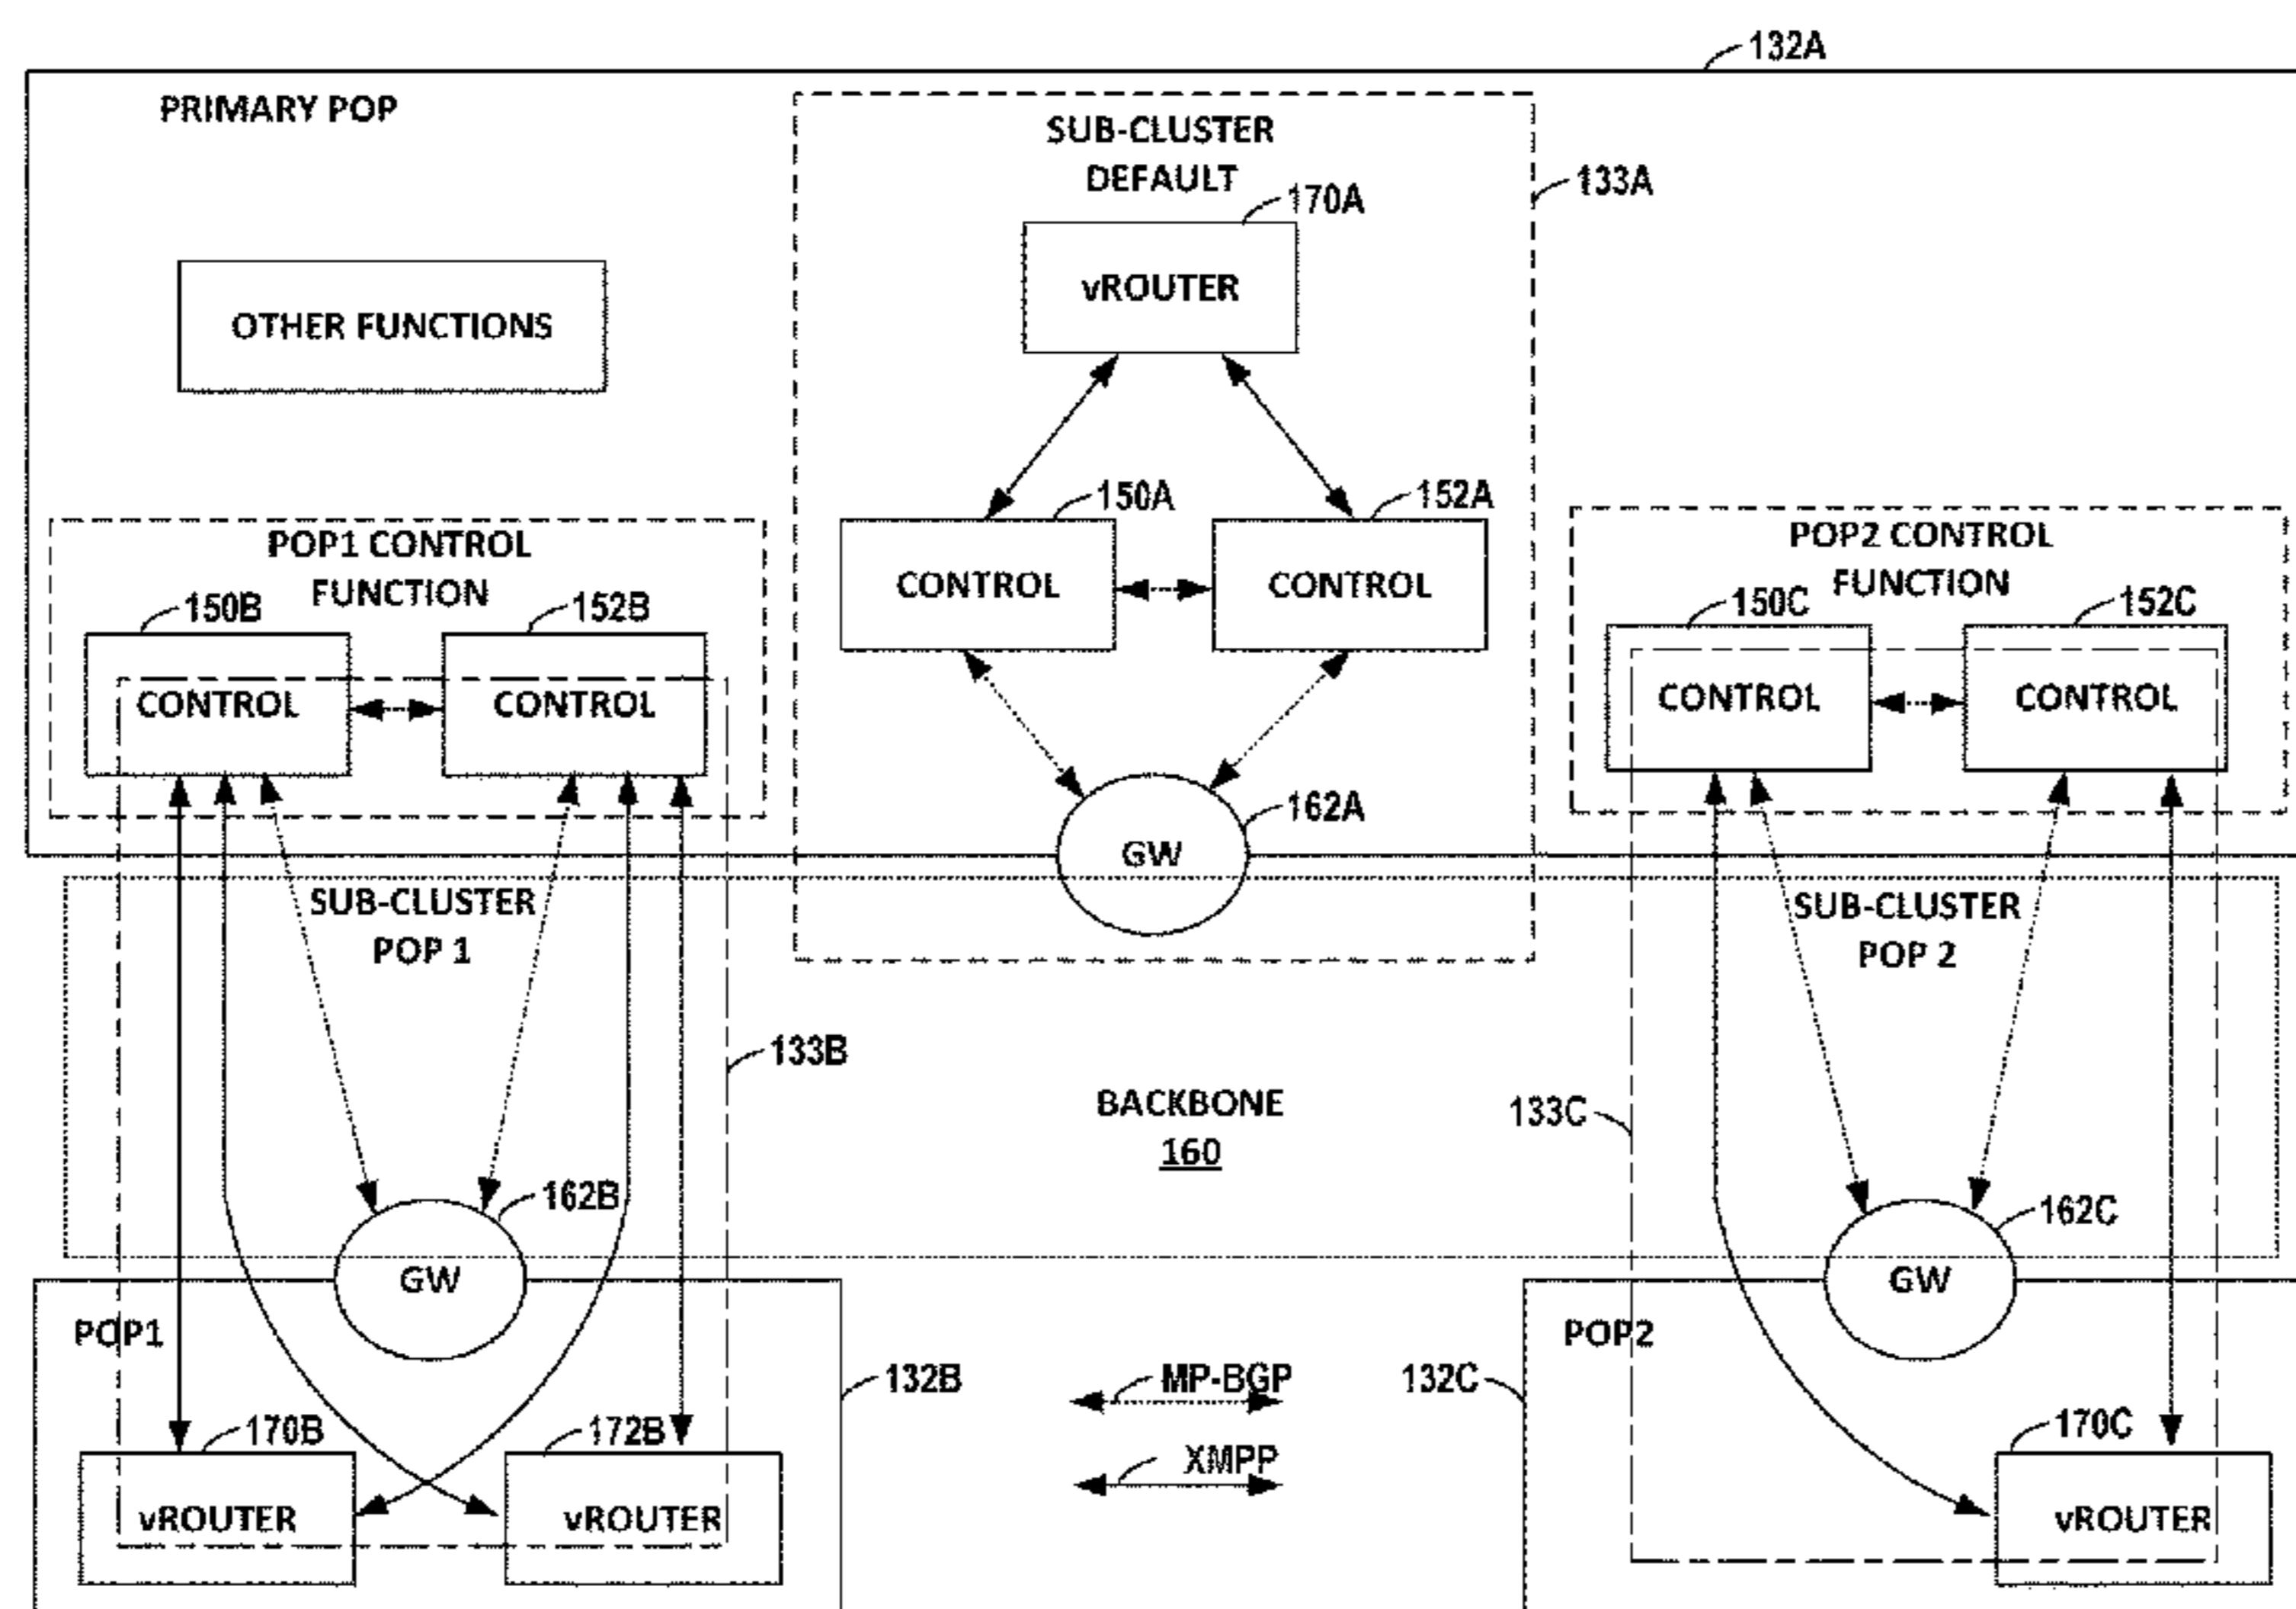 132A
PRIMARY POP
SUB-CLUSTER
DEFAULT
133A
170A
vROUTER
OTHER FUNCTIONS
150A
152A
CONTROL
CONTROL
POP1 CONTROL
FUNCTION
150B
152B
CONTROL
CONTROL
POP2 CONTROL
FUNCTION
150C
152C
CONTROL
CONTROL
162A
GW
SUB-CLUSTER
POP 1
SUB-CLUSTER
POP 2
133B
BACKBONE
160
133C
162B
GW
162C
GW
POP1
132B
MP-BGP
132C
POP2
170B
172B
XMPP
170C
vROUTER
vROUTER
vROUTER